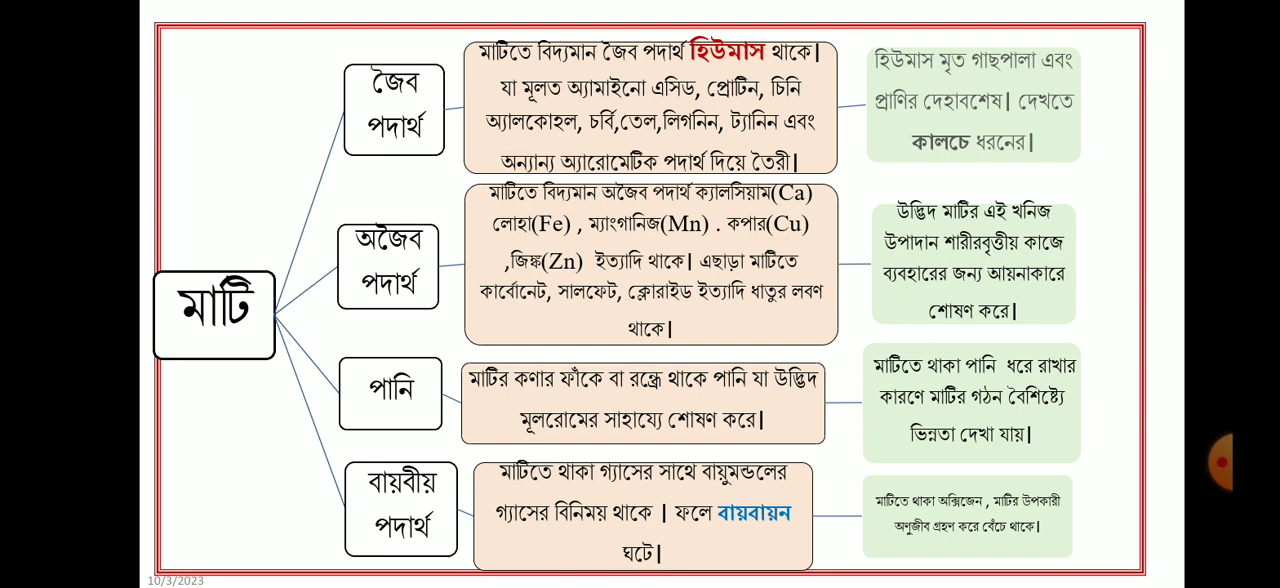 মাটি
জৈব
পদার্থ
মাটিতে বিদ্যমান জৈব পদার্থ হিউমাস থাকে|
যা মূলত অ্যামাইনো এসিড, প্রোটিন, চিনি
অ্যালকোহল, চর্বি,তেল,লিগনিন, ট্যানিন এবং
অন্যান্য অ্যারোমেটিক পদার্থ দিয়ে তৈরী|
হিউমাস মৃত গাছপালা এবং
প্রাণির দেহাবশেষ| দেখতে
কালচে ধরনের|
অজৈব
পদার্থ
মাটিতে বিদ্যমান অজৈব পদার্থ ক্যালসিয়াম(Ca)
লোহা(Fe) , ম্যাংগানিজ(Mn) . কপার(Cu)
,জিঙ্ক(Zn) ইত্যাদি থাকে| এছাড়া মাটিতে
কার্বোনেট, সালফেট, ক্লোরাইড ইত্যাদি ধাতুর লবণ
থাকে|
উদ্ভিদ মাটির এই খনিজ
উপাদান শারীরবৃত্তীয় কাজে
ব্যবহারের জন্য আয়নাকারে
শোষণ করে|
পানি
মাটির কণার ফাঁকে বা রন্ধ্রে থাকে পানি যা উদ্ভিদ
মূলরোমের সাহায্যে শোষণ করে|
মাটিতে থাকা পানি ধরে রাখার
কারণে মাটির গঠন বৈশিষ্ট্যে
ভিন্নতা দেখা যায়|
বায়বীয়
পদার্থ
মাটিতে থাকা গ্যাসের সাথে বায়ুমন্ডলের
গ্যাসের বিনিময় থাকে | ফলে বায়বায়ন
ঘটে|
মাটিতে থাকা অক্সিজেন , মাটির উপকারী
অণুজীব গ্রহণ করে বেঁচে থাকে|
10/3/2023